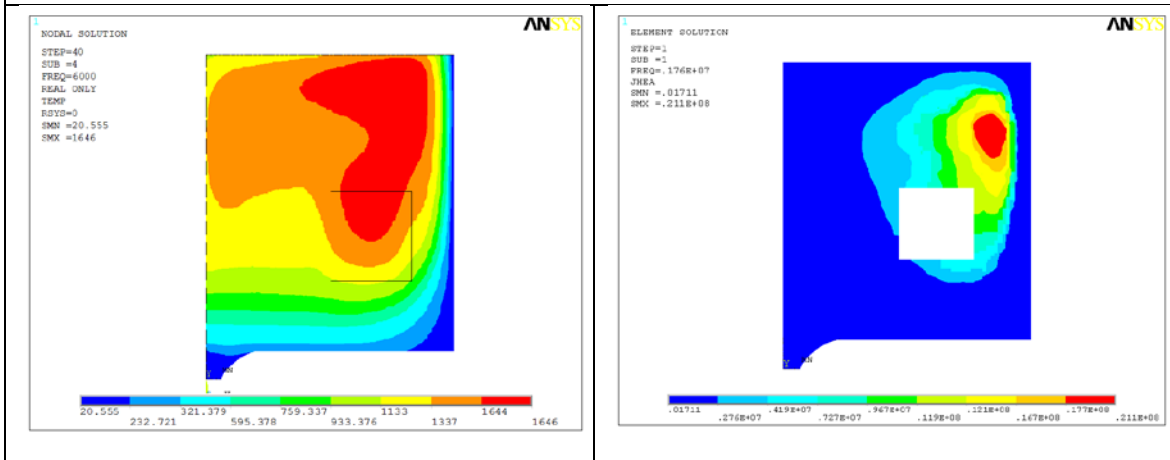 1
ANSYS
NODAL SOLUTION
STEP=40
SUB =4
FREQ=6000
REAL ONLY
TEMP
RSYS=0
SMN =20.555
SMX =1646
20.555 321.379 759.337 1133 1644
232.721 595.378 933.376 1337 1646
1
ANSYS
ELEMENT SOLUTION
STEP=1
SUB =1
FREQ=.176E+07
JHEA
SMN =.01711
SMX =.211E+08
Y
.01711 .419E+07 .967E+07 .121E+08 .177E+08
.276E+07 .727E+07 .119E+08 .167E+08 .211E+08